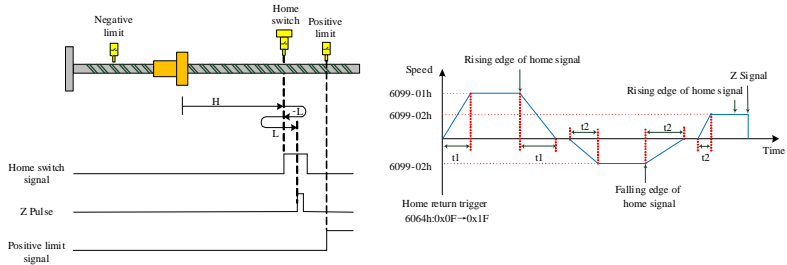 Negative
limit
Home
switch
Positive
limit
H
-L
L
Home switch
signal
Z Pulse
Positive limit
signal
Speed
Rising edge of home signal
Z Signal
Rising edge of home signal
6099-01h
6099-02h
t2
t2
t1
t1
t2
Time
6099-02h
Falling edge of
home signal
Home return trigger
6064h:0x0F→0x1F